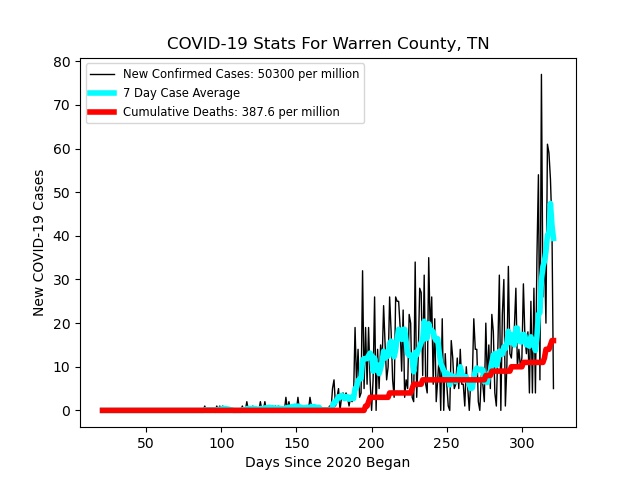 COVID-19 Stats For Warren County, TN
New Confirmed Cases: 50300 per million
7 Day Case Average
Cumulative Deaths: 387.6 per million
New COVID-19 Cases
80
70
60
50
40
30
20
10
0
50 100 150 200 250 300
Days Since 2020 Began